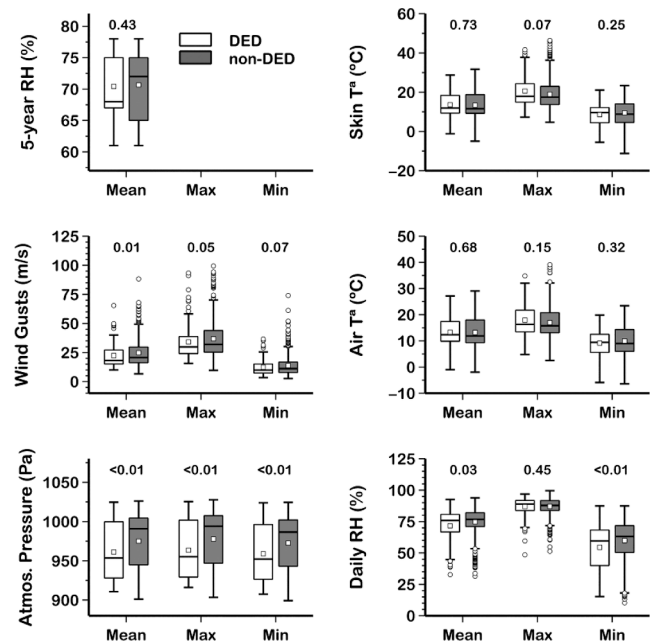 5-year RH (%)
80
75
70
65
60
0.43
DED
non-DED
Mean Max Min
Skin Tª (ºC)
60
40
20
0
−20
0.73 0.07 0.25
Mean Max Min
Wind Gusts (m/s)
125
100
75
50
25
0
0.01 0.05 0.07
Mean Max Min
Air Tª (ºC)
50
40
30
20
10
0
−10
0.68 0.15 0.32
Mean Max Min
Atmos. Pressure (Pa)
1050
1000
950
900
<0.01 <0.01 <0.01
Mean Max Min
Daily RH (%)
125
100
75
50
25
0
0.03 0.45 <0.01
Mean Max Min